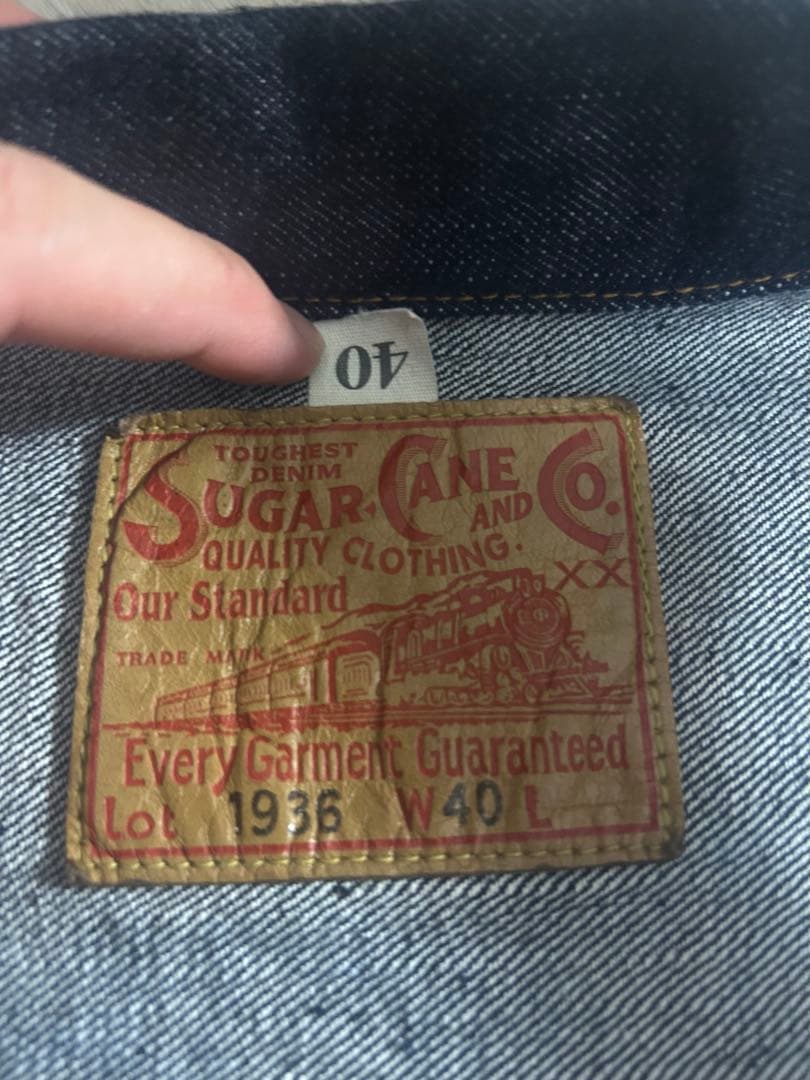 40
TOUGHEST
DENIM
SUGAR CANE CO.
AND
QUALITY CLOTHING.
XX
Our Standard
TRADE MARK
Every Garment Guaranteed
Lot 1936 W 40 L